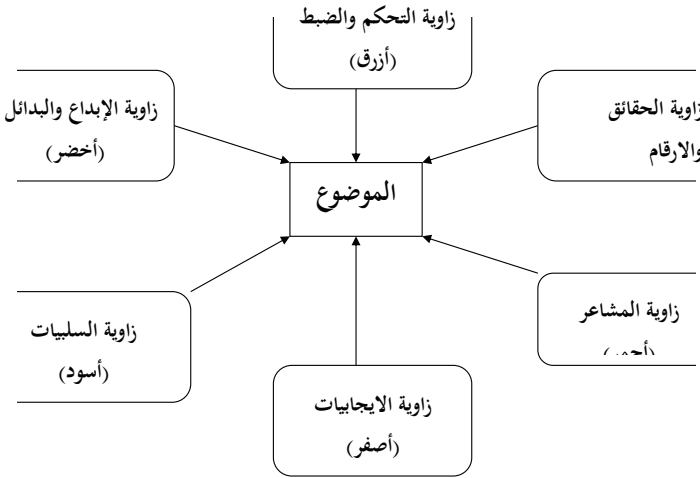 زاوية التحكم والضبط
(أزرق)
زاوية الحقائق
والارقام
زاوية الإبداع والبدائل
(أخضر)
الموضوع
زاوية المشاعر
(أحمر)
زاوية السلبيات
(أسود)
زاوية الايجابيات
(أصفر)